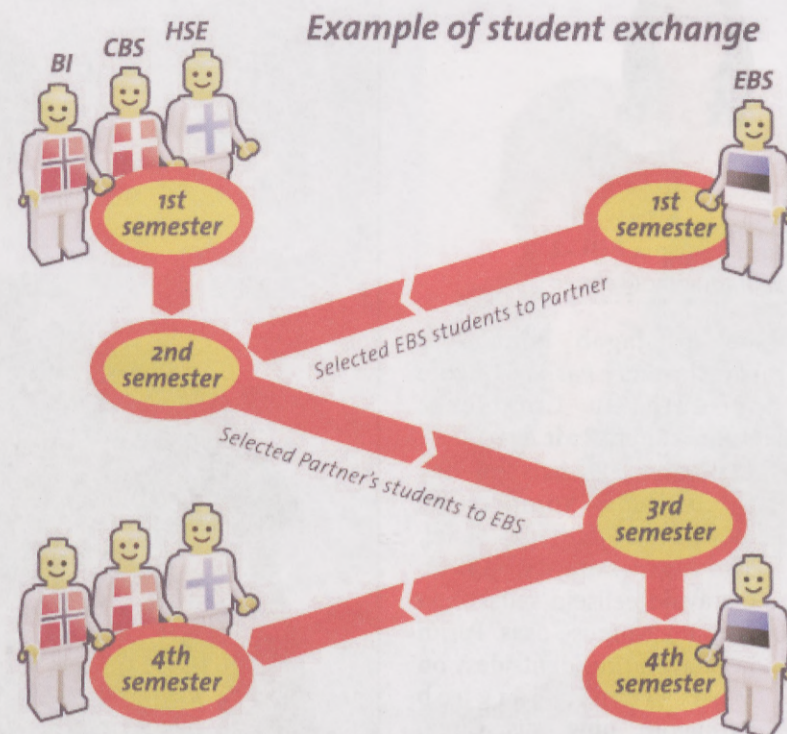 Example of student exchange
BI
CBS
HSE
EBS
1st
semester
1st
semester
Selected EBS students to Partner
2nd
semester
Selected Partner's students to EBS
3rd
semester
4th
semester
4th
semester